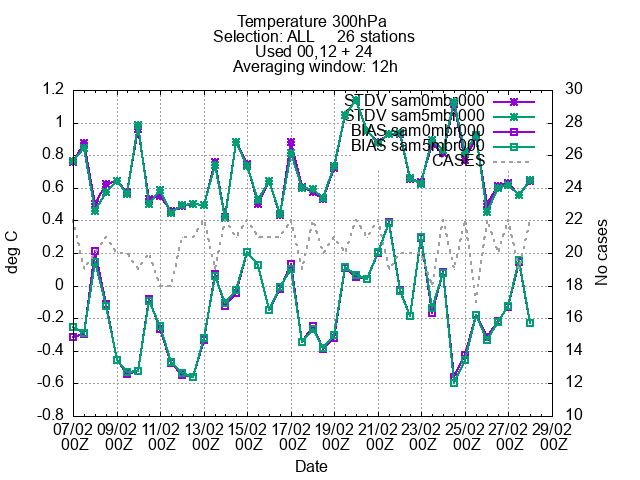 Temperature 300hPa
Selection: ALL 26 stations
Used 00,12 + 24
Averaging window: 12h
STDV sam0mbr000
STDV sam5mbr000
BIAS sam0mbr000
BIAS sam5mbr000
CASES
1.2
1
0.8
0.6
0.4
0.2
0
-0.2
-0.4
-0.6
-0.8
deg C
30
28
26
24
22
20
18
16
14
12
10
No cases
07/02 09/02 11/02 13/02 15/02 17/02 19/02 21/02 23/02 25/02 27/02 29/02
00Z 00Z 00Z 00Z 00Z 00Z 00Z 00Z 00Z 00Z 00Z 00Z
Date